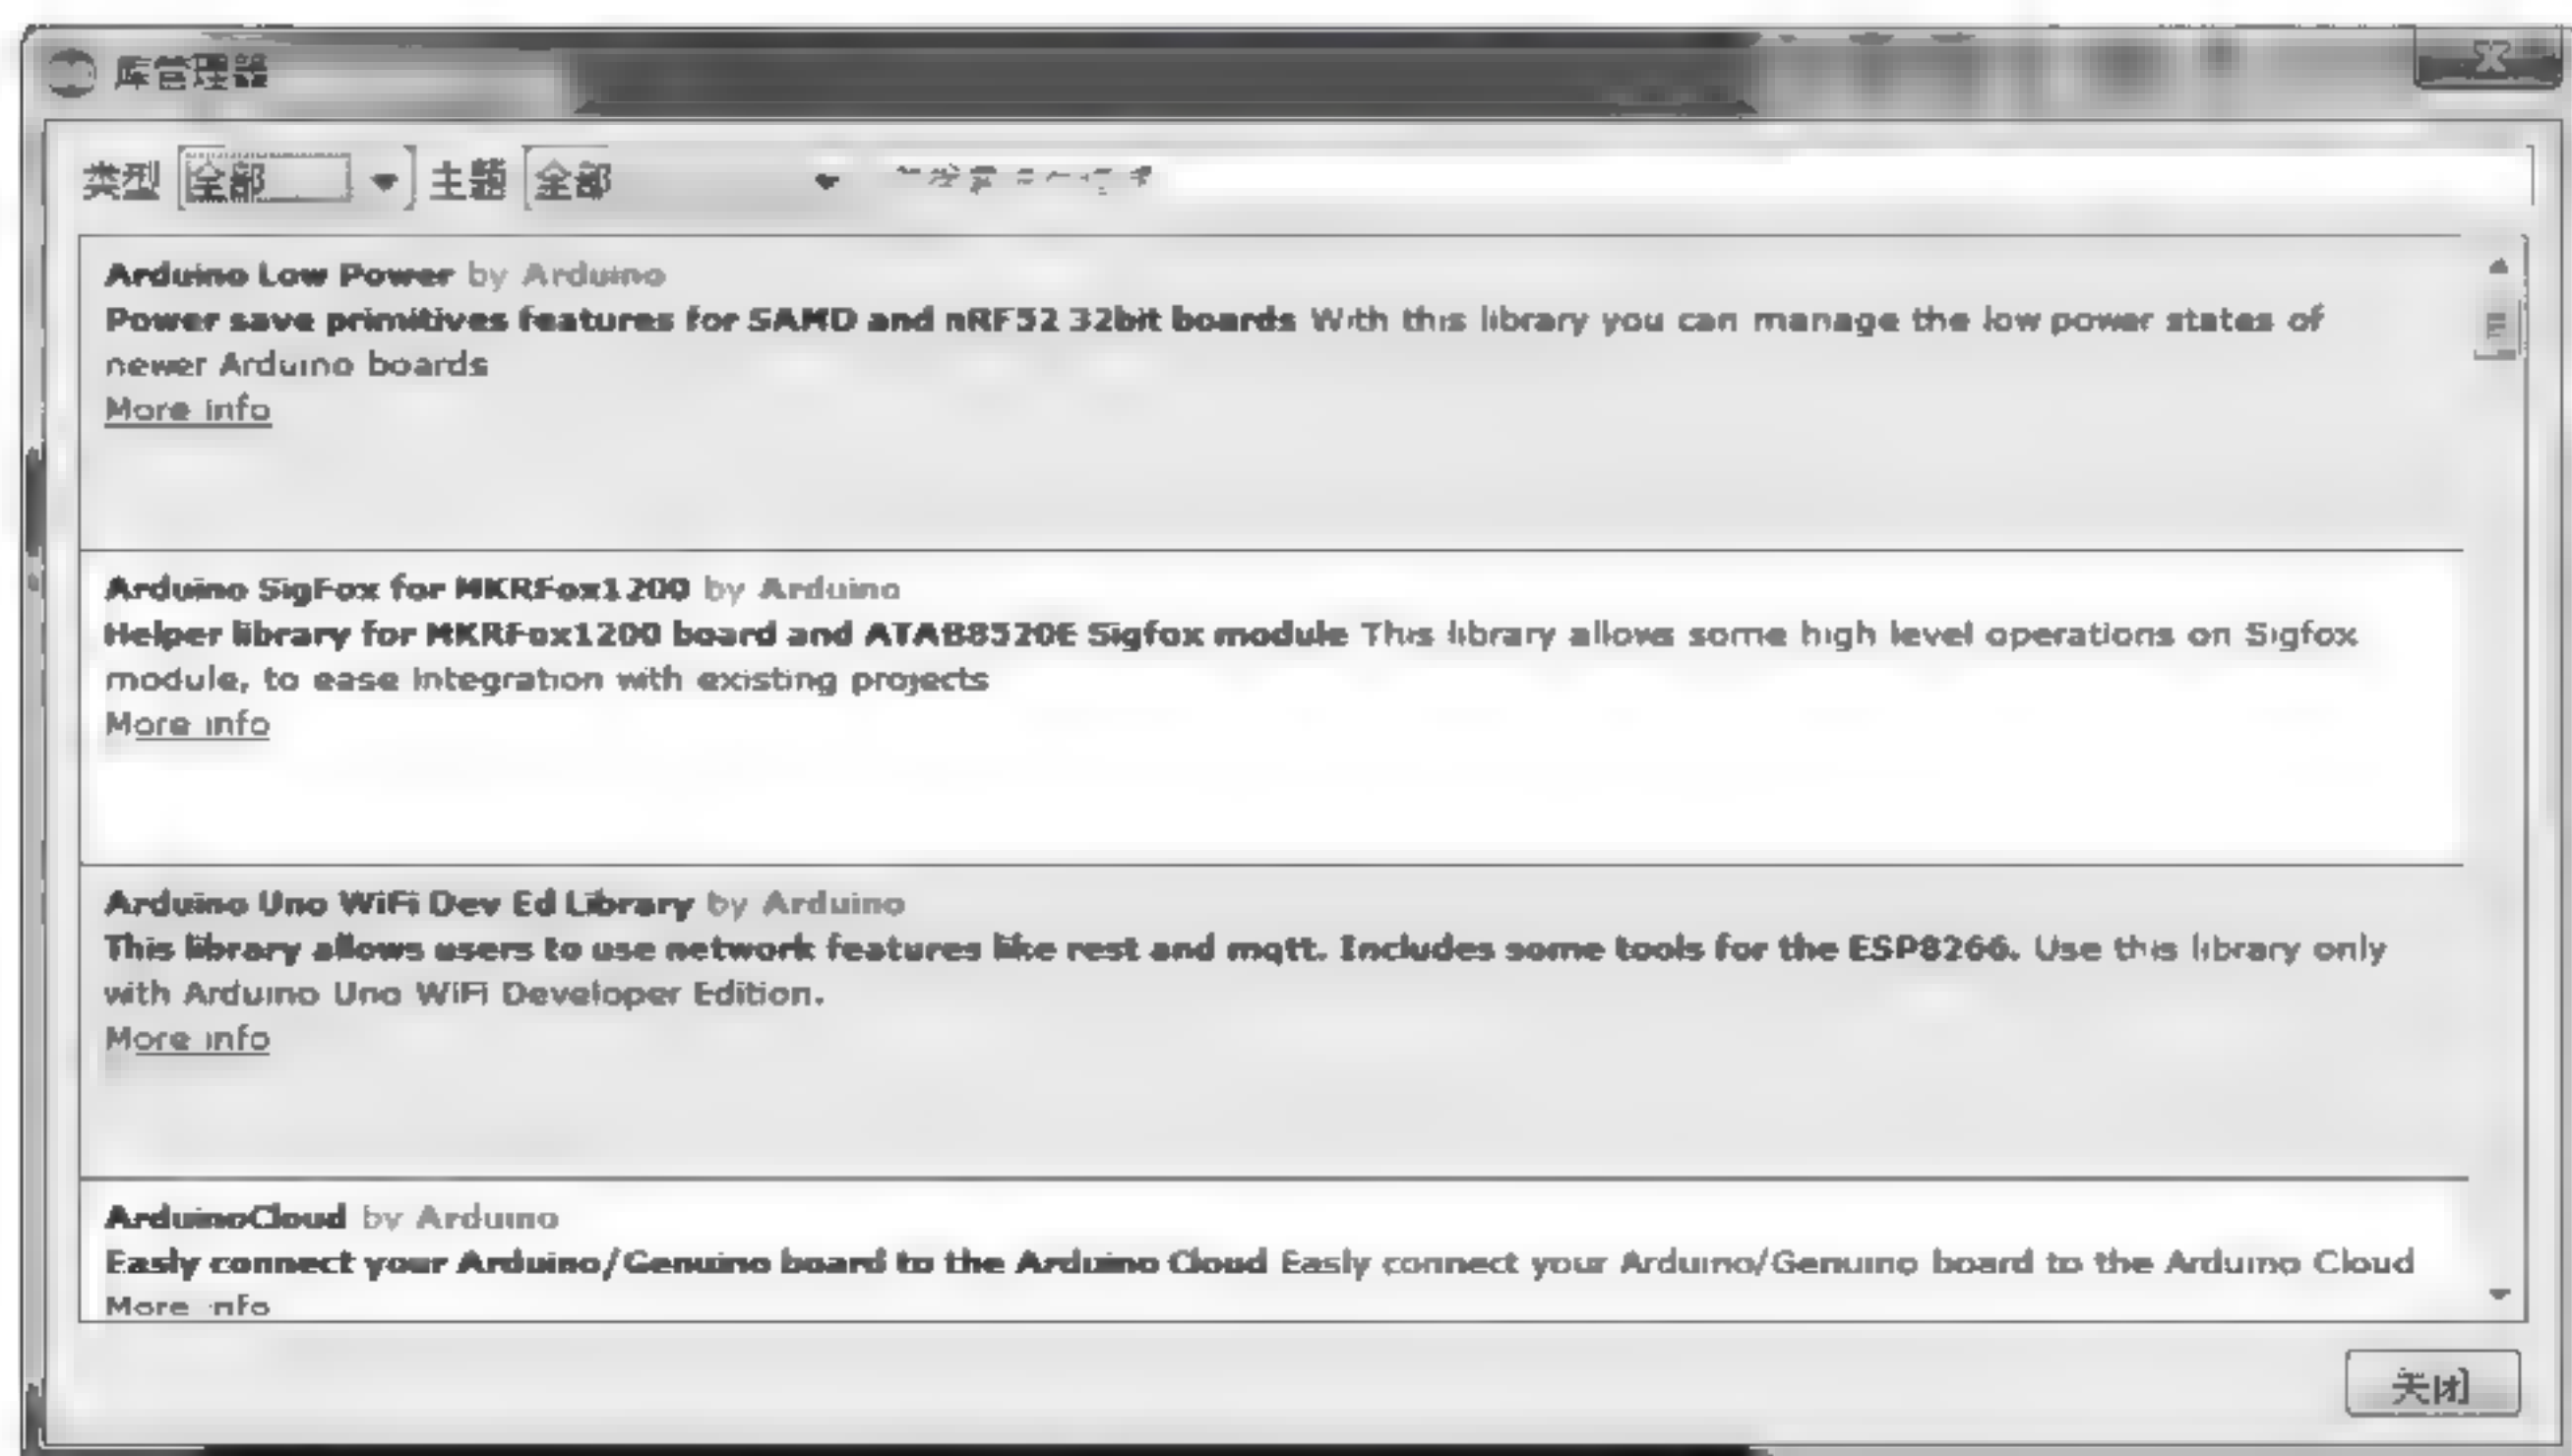 库管理器
类型 全部 主题 全部
Arduino Low Power by Arduino
Power save primitives features for SAMD and nRF52 32bit boards With this library you can manage the low power states of
newer Arduino boards
More info
Arduino SigFox for MKRFox1200 by Arduino
Helper library for MKRFox1200 board and ATAB8520E Sigfox module This library allows some high level operations on Sigfox
module, to ease integration with existing projects
More info
Arduino Uno WiFi Dev Ed Library by Arduino
This library allows users to use network features like rest and mqtt. Includes some tools for the ESP8266. Use this library only
with Arduino Uno WiFi Developer Edition.
More info
ArduinoCloud by Arduino
Easly connect your Arduino/Genuino board to the Arduino Cloud Easly connect your Arduino/Genuino board to the Arduino Cloud
More info
关闭